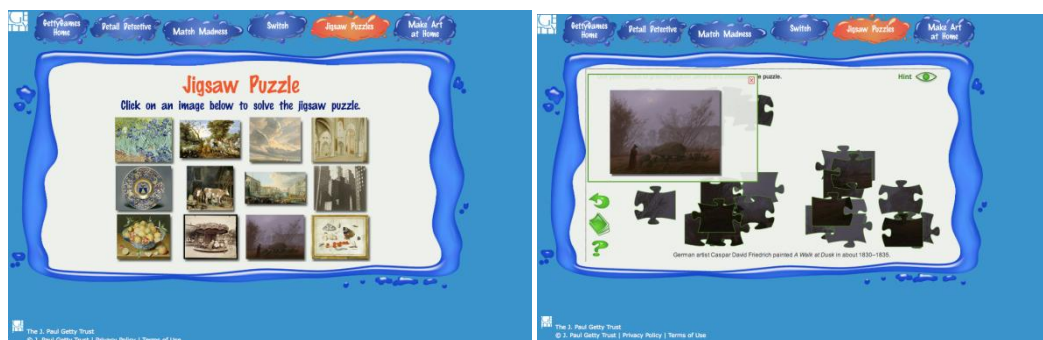 GE
TTY
GettyGames
Home
Detail Detective
Match Madness
Switch
Jigsaw Puzzles
Make Art
at Home
Jigsaw Puzzle
Click on an image below to solve the jigsaw puzzle.
The J. Paul Getty Trust
© J. Paul Getty Trust | Privacy Policy | Terms of Use
GE
TTY
GettyGames
Home
Detail Detective
Match Madness
Switch
Jigsaw Puzzles
Make Art
at Home
puzzle.
Hint
German artist Caspar David Friedrich painted A Walk at Dusk in about 1830–1835.
The J. Paul Getty Trust
© J. Paul Getty Trust | Privacy Policy | Terms of Use